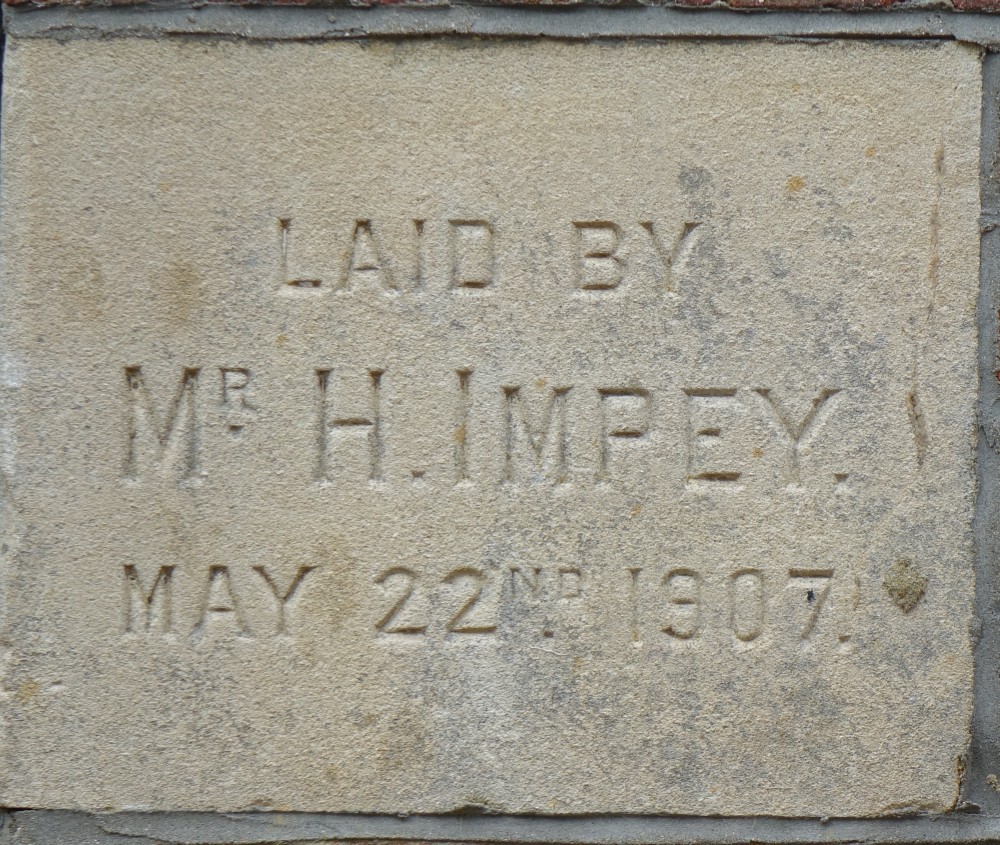 LAID BY
MR. H. IMPEY.
MAY 22ND. 1907.